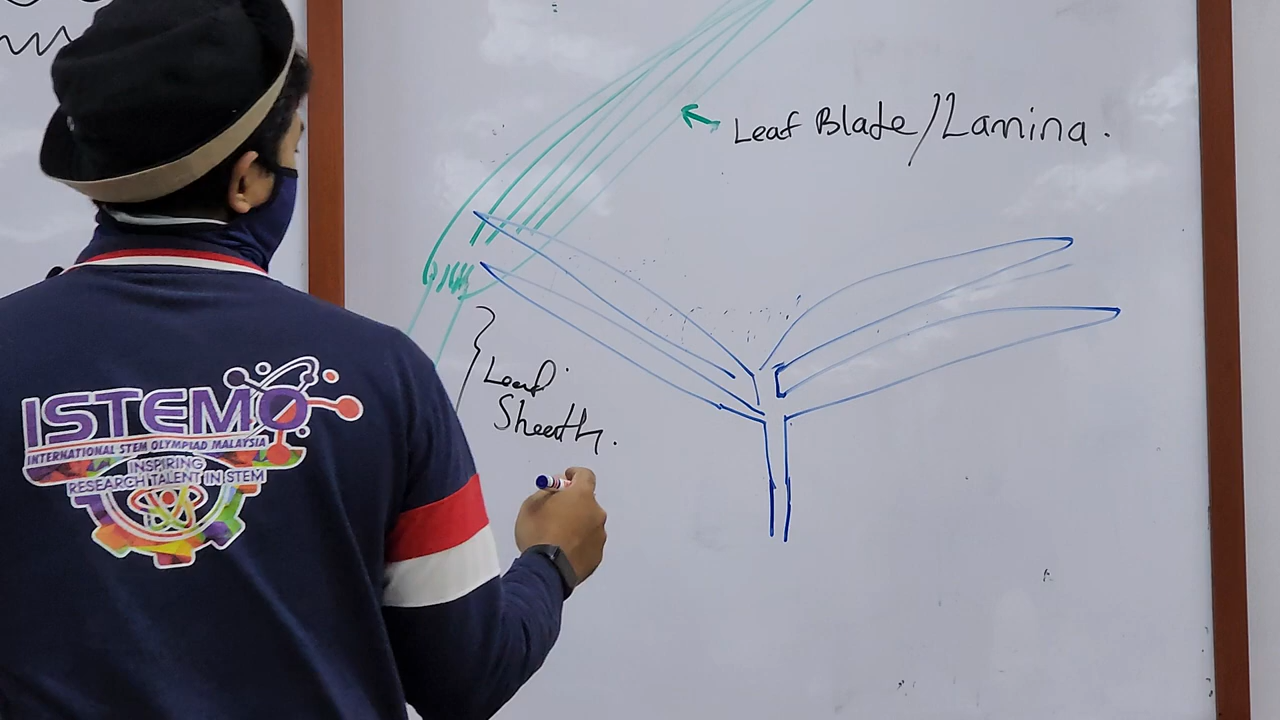 Leaf Blade/Lamina.
Leaf
Sheath.
ISTEMO
INTERNATIONAL STEM OLYMPIAD MALAYSIA
INSPIRING
RESEARCH TALENT IN STEM